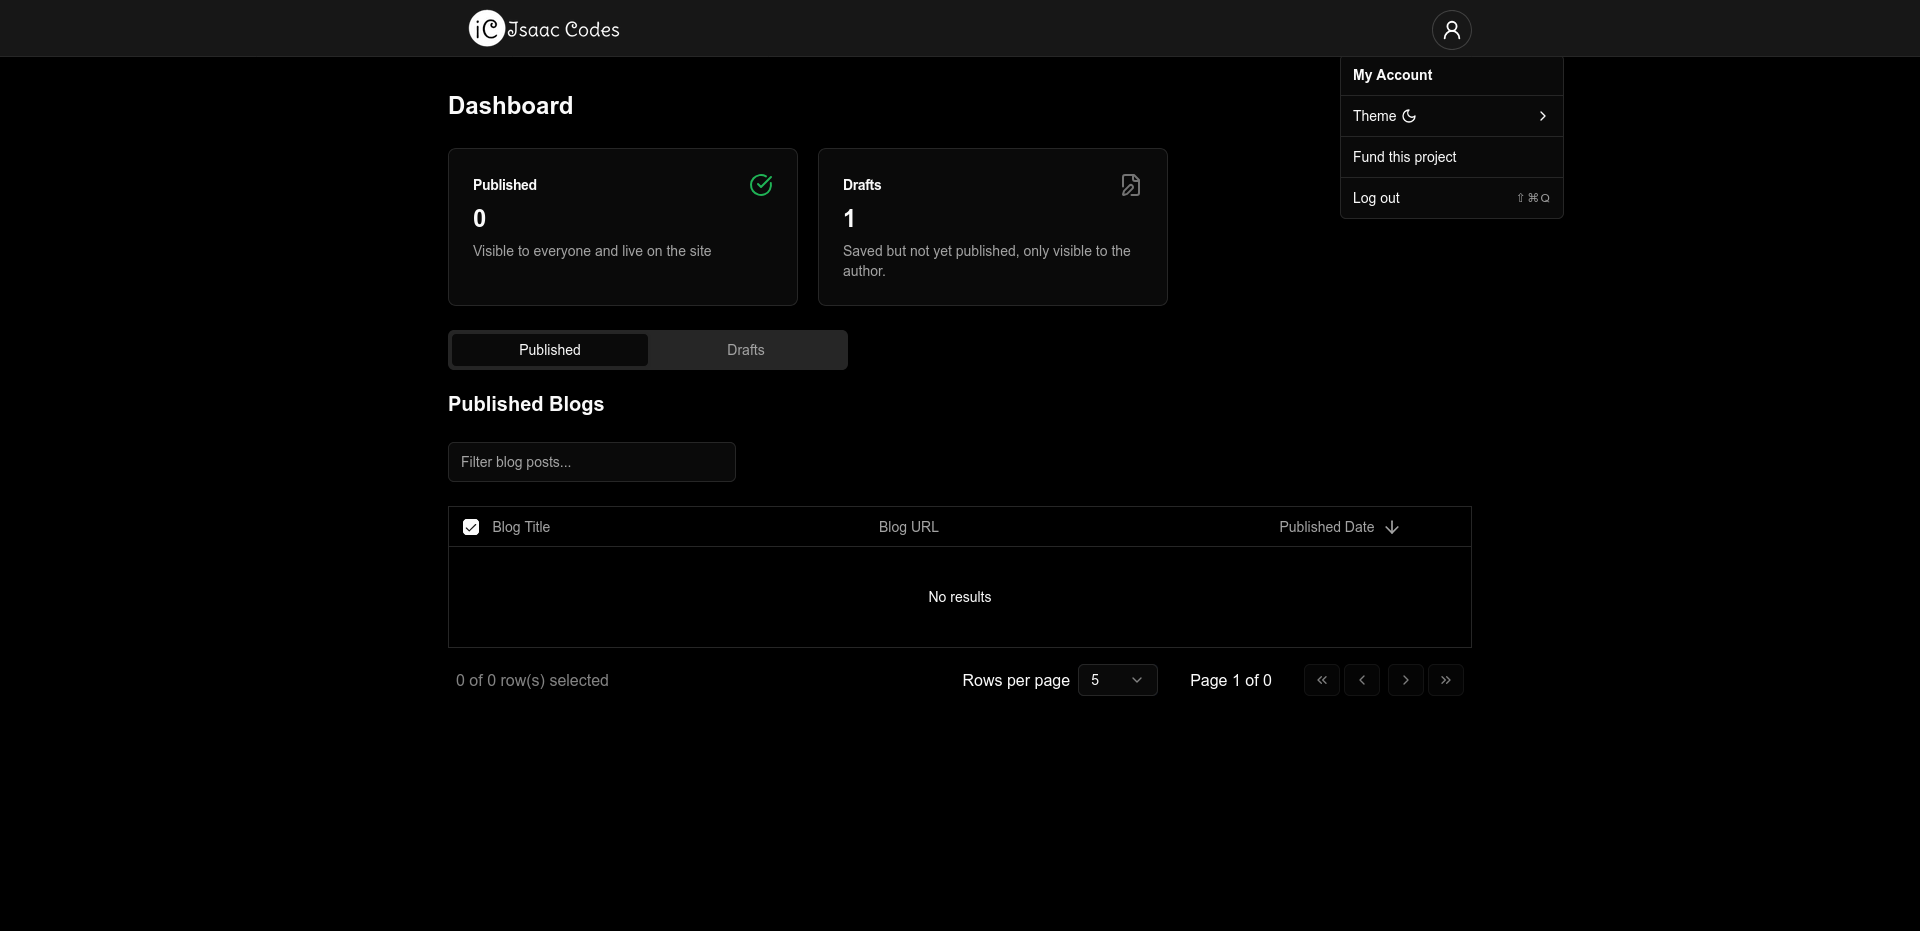 iC Isaac Codes
My Account
Theme
Fund this project
Log out ⇧⌘Q
Dashboard
Published
0
Visible to everyone and live on the site
Drafts
1
Saved but not yet published, only visible to the
author.
Published Drafts
Published Blogs
Filter blog posts...
Blog Title Blog URL Published Date
No results
0 of 0 row(s) selected Rows per page 5 Page 1 of 0